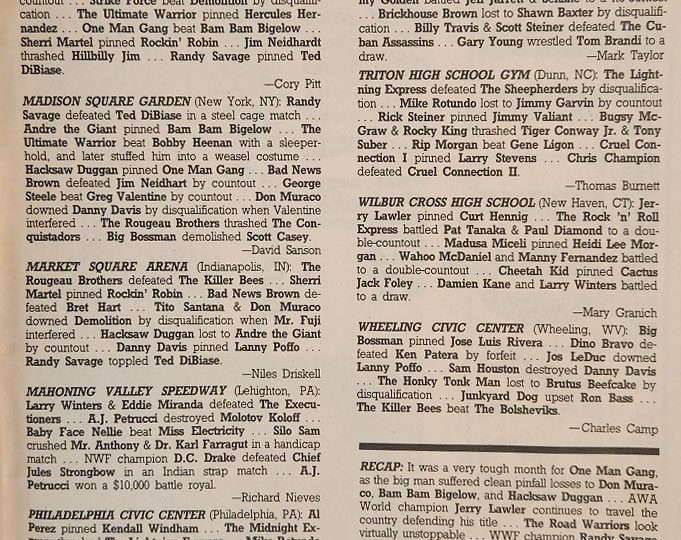 countout . . . Strike Force beat Demolition by disqualifi-
cation . . . The Ultimate Warrior pinned Hercules Her-
nandez . . . One Man Gang beat Bam Bam Bigelow . . .
Sherri Martel pinned Rockin' Robin . . . Jim Neidhardt
thrashed Hillbilly Jim . . . Randy Savage pinned Ted
DiBiase.
—Cory Pitt
MADISON SQUARE GARDEN (New York, NY): Randy
Savage defeated Ted DiBiase in a steel cage match . . .
Andre the Giant pinned Bam Bam Bigelow . . . The
Ultimate Warrior beat Bobby Heenan with a sleeper-
hold, and later stuffed him into a weasel costume . . .
Hacksaw Duggan pinned One Man Gang . . . Bad News
Brown defeated Jim Neidhart by countout . . . George
Steele beat Greg Valentine by countout . . . Don Muraco
downed Danny Davis by disqualification when Valentine
interfered . . . The Rougeau Brothers thrashed The Con-
quistadors . . . Big Bossman demolished Scott Casey.
—David Sanson
MARKET SQUARE ARENA (Indianapolis, IN): The
Rougeau Brothers defeated The Killer Bees . . . Sherri
Martel pinned Rockin' Robin . . . Bad News Brown de-
feated Bret Hart . . . Tito Santana & Don Muraco
downed Demolition by disqualification when Mr. Fuji
interfered . . . Hacksaw Duggan lost to Andre the Giant
by countout . . . Danny Davis pinned Lanny Poffo . . .
Randy Savage toppled Ted DiBiase.
—Niles Driskell
MAHONING VALLEY SPEEDWAY (Lehighton, PA):
Larry Winters & Eddie Miranda defeated The Execu-
tioners . . . A.J. Petrucci destroyed Molotov Koloff . . .
Baby Face Nellie beat Miss Electricity . . . Silo Sam
crushed Mr. Anthony & Dr. Karl Farragut in a handicap
match . . . NWF champion D.C. Drake defeated Chief
Jules Strongbow in an Indian strap match . . . A.J.
Petrucci won a $10,000 battle royal.
—Richard Nieves
PHILADELPHIA CIVIC CENTER (Philadelphia, PA): Al
Perez pinned Kendall Windham . . . The Midnight Ex-
my Golden battled Jeff Jarrett &
. . . Brickhouse Brown lost to Shawn Baxter by disqualifi-
cation . . . Billy Travis & Scott Steiner defeated The Cu-
ban Assassins . . . Gary Young wrestled Tom Brandi to a
draw.
—Mark Taylor
TRITON HIGH SCHOOL GYM (Dunn, NC): The Light-
ning Express defeated The Sheepherders by disqualifica-
tion . . . Mike Rotundo lost to Jimmy Garvin by countout
. . . Rick Steiner pinned Jimmy Valiant . . . Bugsy Mc-
Graw & Rocky King thrashed Tiger Conway Jr. & Tony
Suber . . . Rip Morgan beat Gene Ligon . . . Cruel Con-
nection I pinned Larry Stevens . . . Chris Champion
defeated Cruel Connection II.
—Thomas Burnett
WILBUR CROSS HIGH SCHOOL (New Haven, CT): Jer-
ry Lawler pinned Curt Hennig . . . The Rock 'n' Roll
Express battled Pat Tanaka & Paul Diamond to a dou-
ble-countout . . . Madusa Miceli pinned Heidi Lee Mor-
gan . . . Wahoo McDaniel and Manny Fernandez battled
to a double-countout . . . Cheetah Kid pinned Cactus
Jack Foley . . . Damien Kane and Larry Winters battled
to a draw.
—Mary Granich
WHEELING CIVIC CENTER (Wheeling, WV): Big
Bossman pinned Jose Luis Rivera . . . Dino Bravo de-
feated Ken Patera by forfeit . . . Jos LeDuc downed
Lanny Poffo . . . Sam Houston destroyed Danny Davis
. . . The Honky Tonk Man lost to Brutus Beefcake by
disqualification . . . Junkyard Dog upset Ron Bass . . .
The Killer Bees beat The Bolsheviks.
—Charles Camp
RECAP: It was a very tough month for One Man Gang,
as the big man suffered clean pinfall losses to Don Mura-
co, Bam Bam Bigelow, and Hacksaw Duggan . . . AWA
World champion Jerry Lawler continues to travel the
country defending his title . . . The Road Warriors look
virtually unstoppable . . . WWF champion Randy Savage